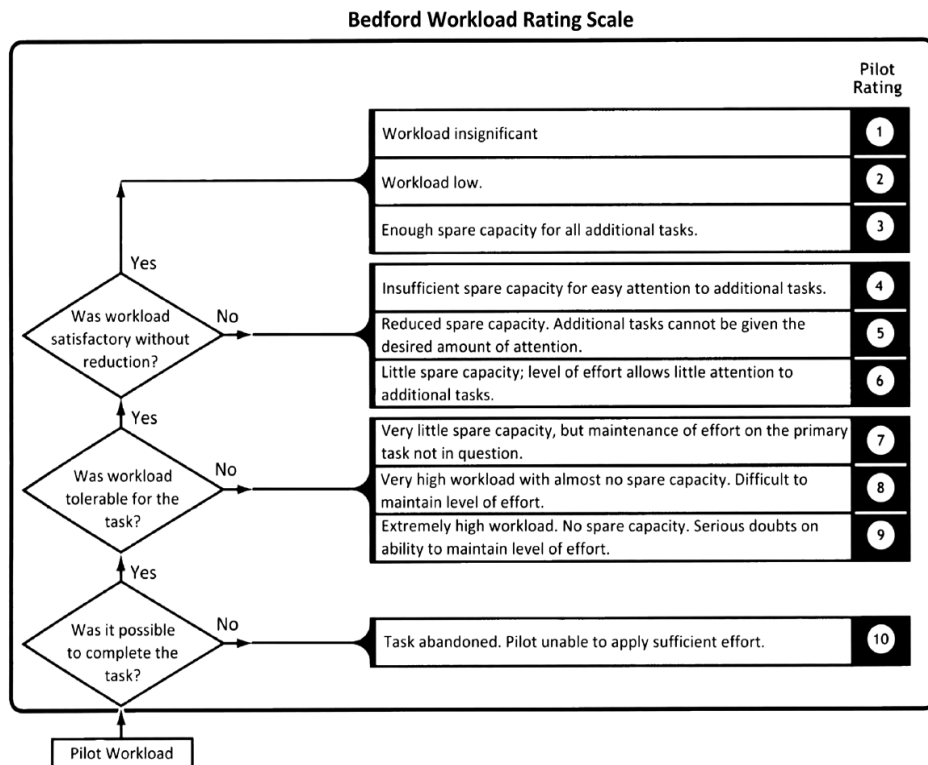 Bedford Workload Rating Scale
Pilot
Rating
Workload insignificant
1
Workload low.
2
Enough spare capacity for all additional tasks.
3
Yes
Was workload
satisfactory without
reduction?
No
Insufficient spare capacity for easy attention to additional tasks.
4
Reduced spare capacity. Additional tasks cannot be given the
desired amount of attention.
5
Little spare capacity; level of effort allows little attention to
additional tasks.
6
Yes
Was workload
tolerable for the
task?
No
Very little spare capacity, but maintenance of effort on the primary
task not in question.
7
Very high workload with almost no spare capacity. Difficult to
maintain level of effort.
8
Extremely high workload. No spare capacity. Serious doubts on
ability to maintain level of effort.
9
Yes
Was it possible
to complete the
task?
No
Task abandoned. Pilot unable to apply sufficient effort.
10
Pilot Workload